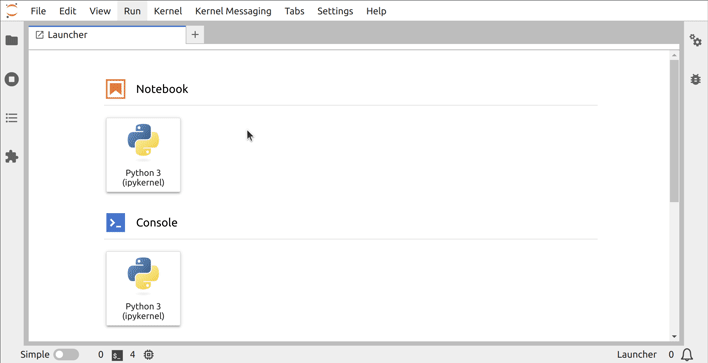 File Edit View Run Kernel Kernel Messaging Tabs Settings Help
Launcher +
Notebook
Python 3
(ipykernel)
Console
Python 3
(ipykernel)
Simple 0 4 Launcher 0